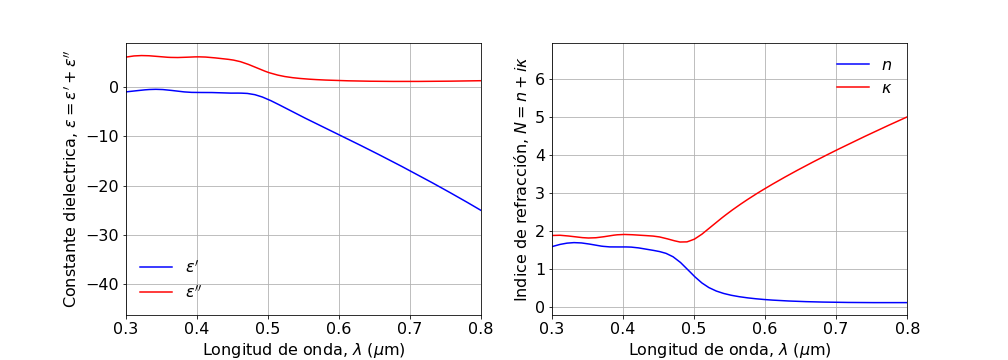 Constante dielectrica, ε = ε′ + ε″
0
−10
−20
−30
−40
ε′
ε″
0.3 0.4 0.5 0.6 0.7 0.8
Longitud de onda, λ (μm)
Indice de refracción, N = n + iκ
6
5
4
3
2
1
0
n
κ
0.3 0.4 0.5 0.6 0.7 0.8
Longitud de onda, λ (μm)